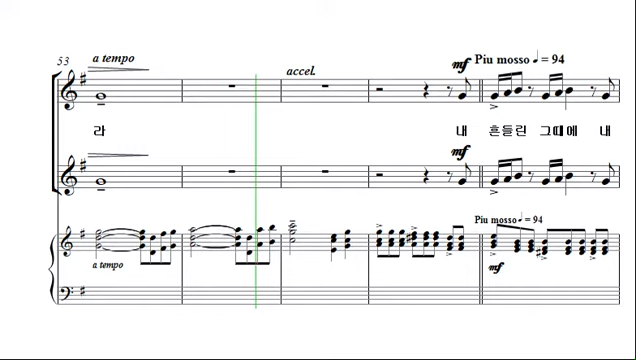 53
a tempo
accel.
mf
Piu mosso ♩ = 94
라 내 흔들린 그때에 내
mf
Piu mosso ♩ = 94
a tempo
mf